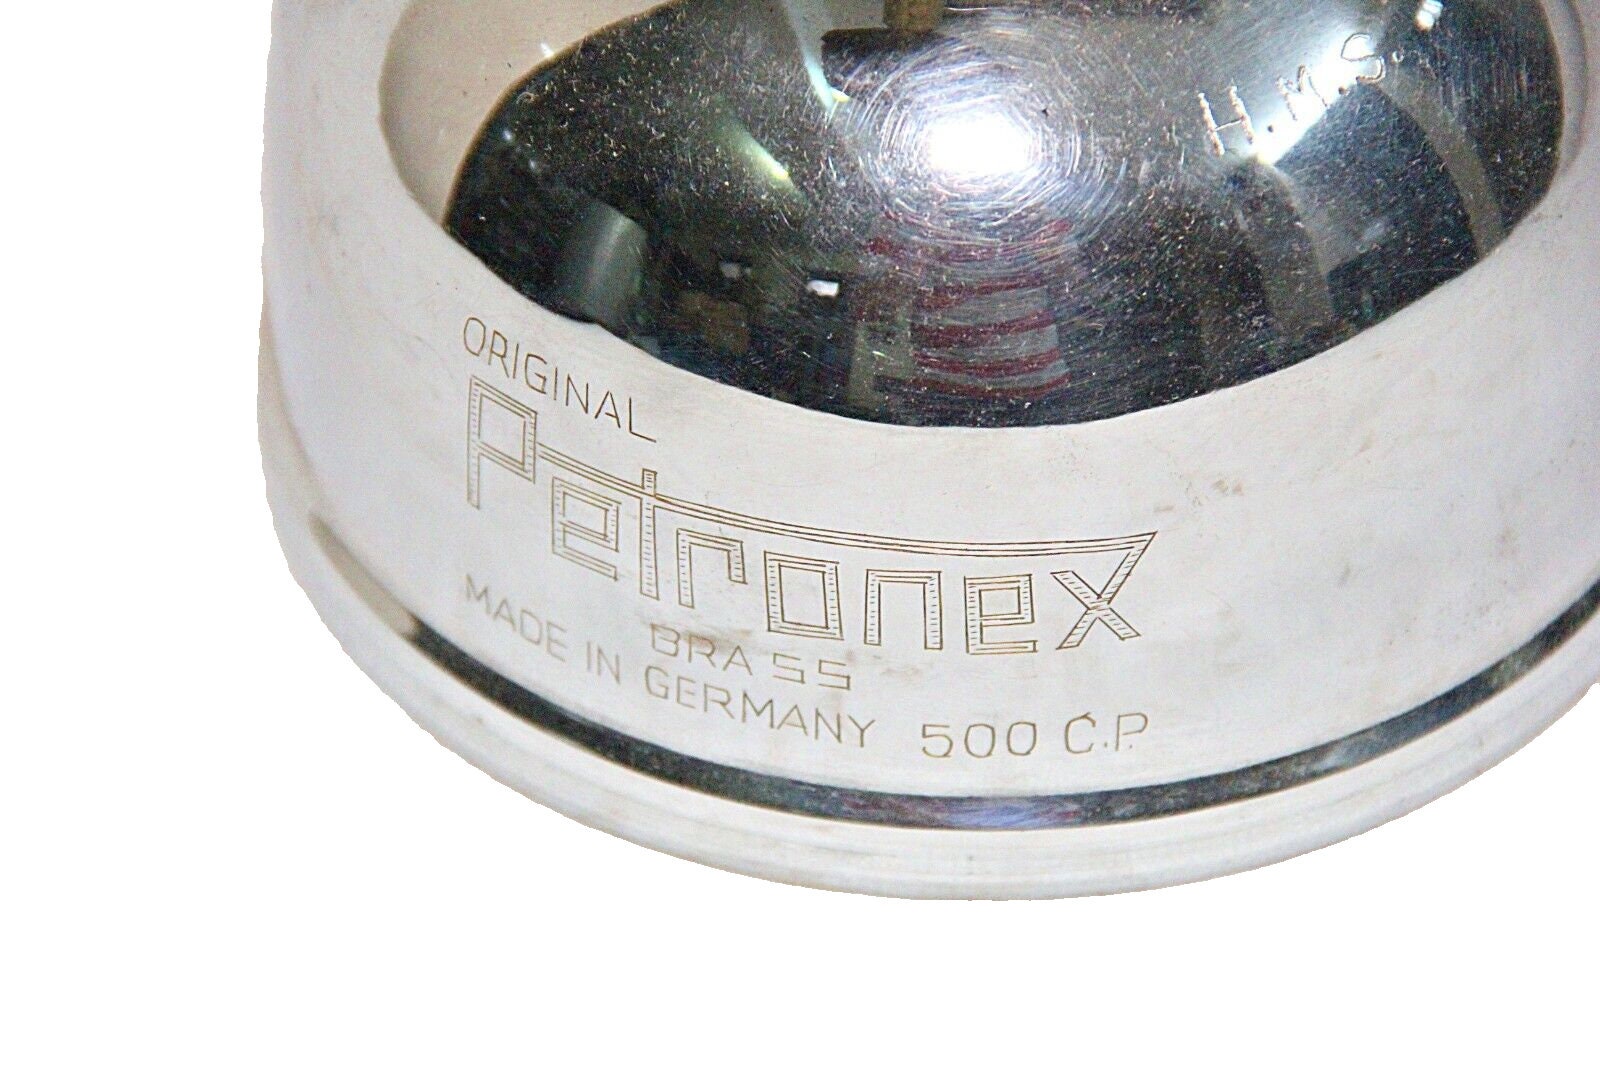 H.M.S.
ORIGINAL
Petronex
BRASS
MADE IN GERMANY 500 C.P.